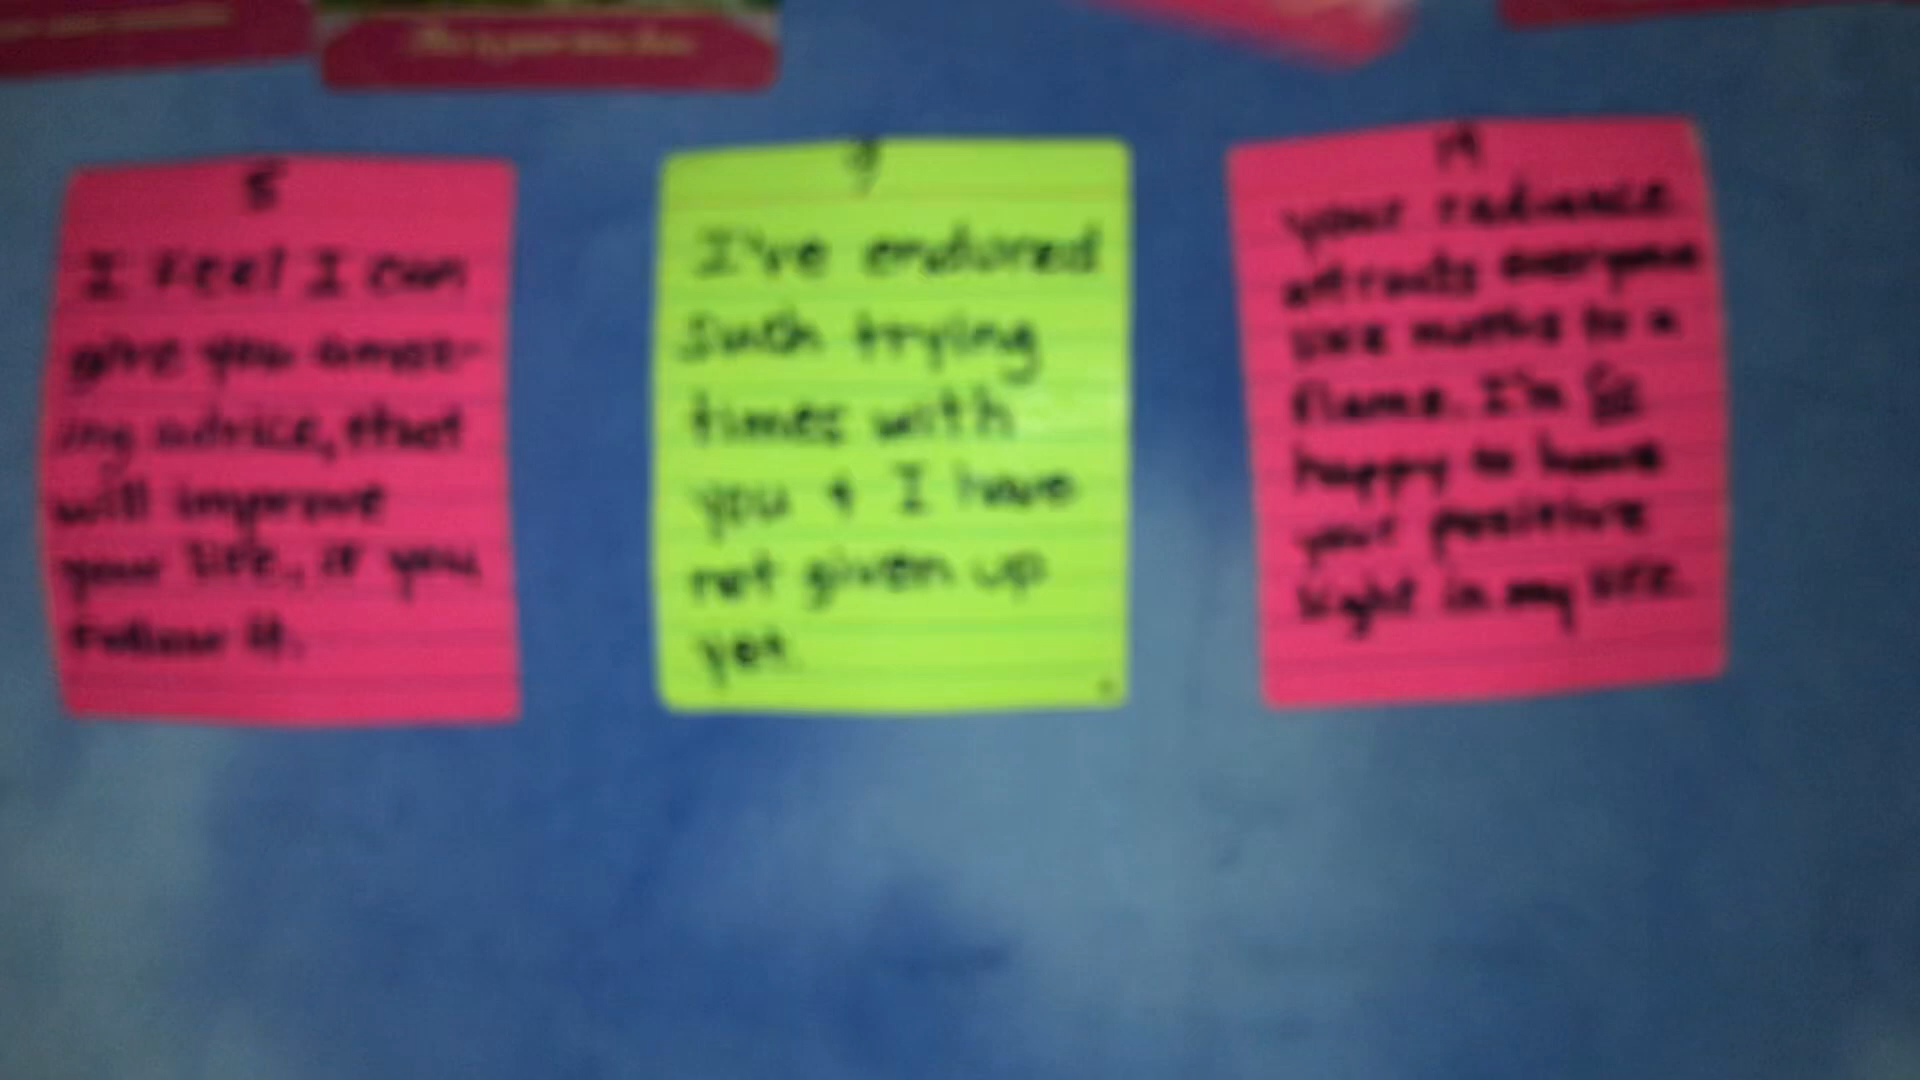 5
I feel I can
give you amaz-
ing advice, that
will improve
your life, if you
follow it.
9
I've endured
such trying
times with
you & I have
not given up
yet.
your radiance
attracts everyone
like moths to a
flame. I'm so
happy to have
your positive
light in my life.